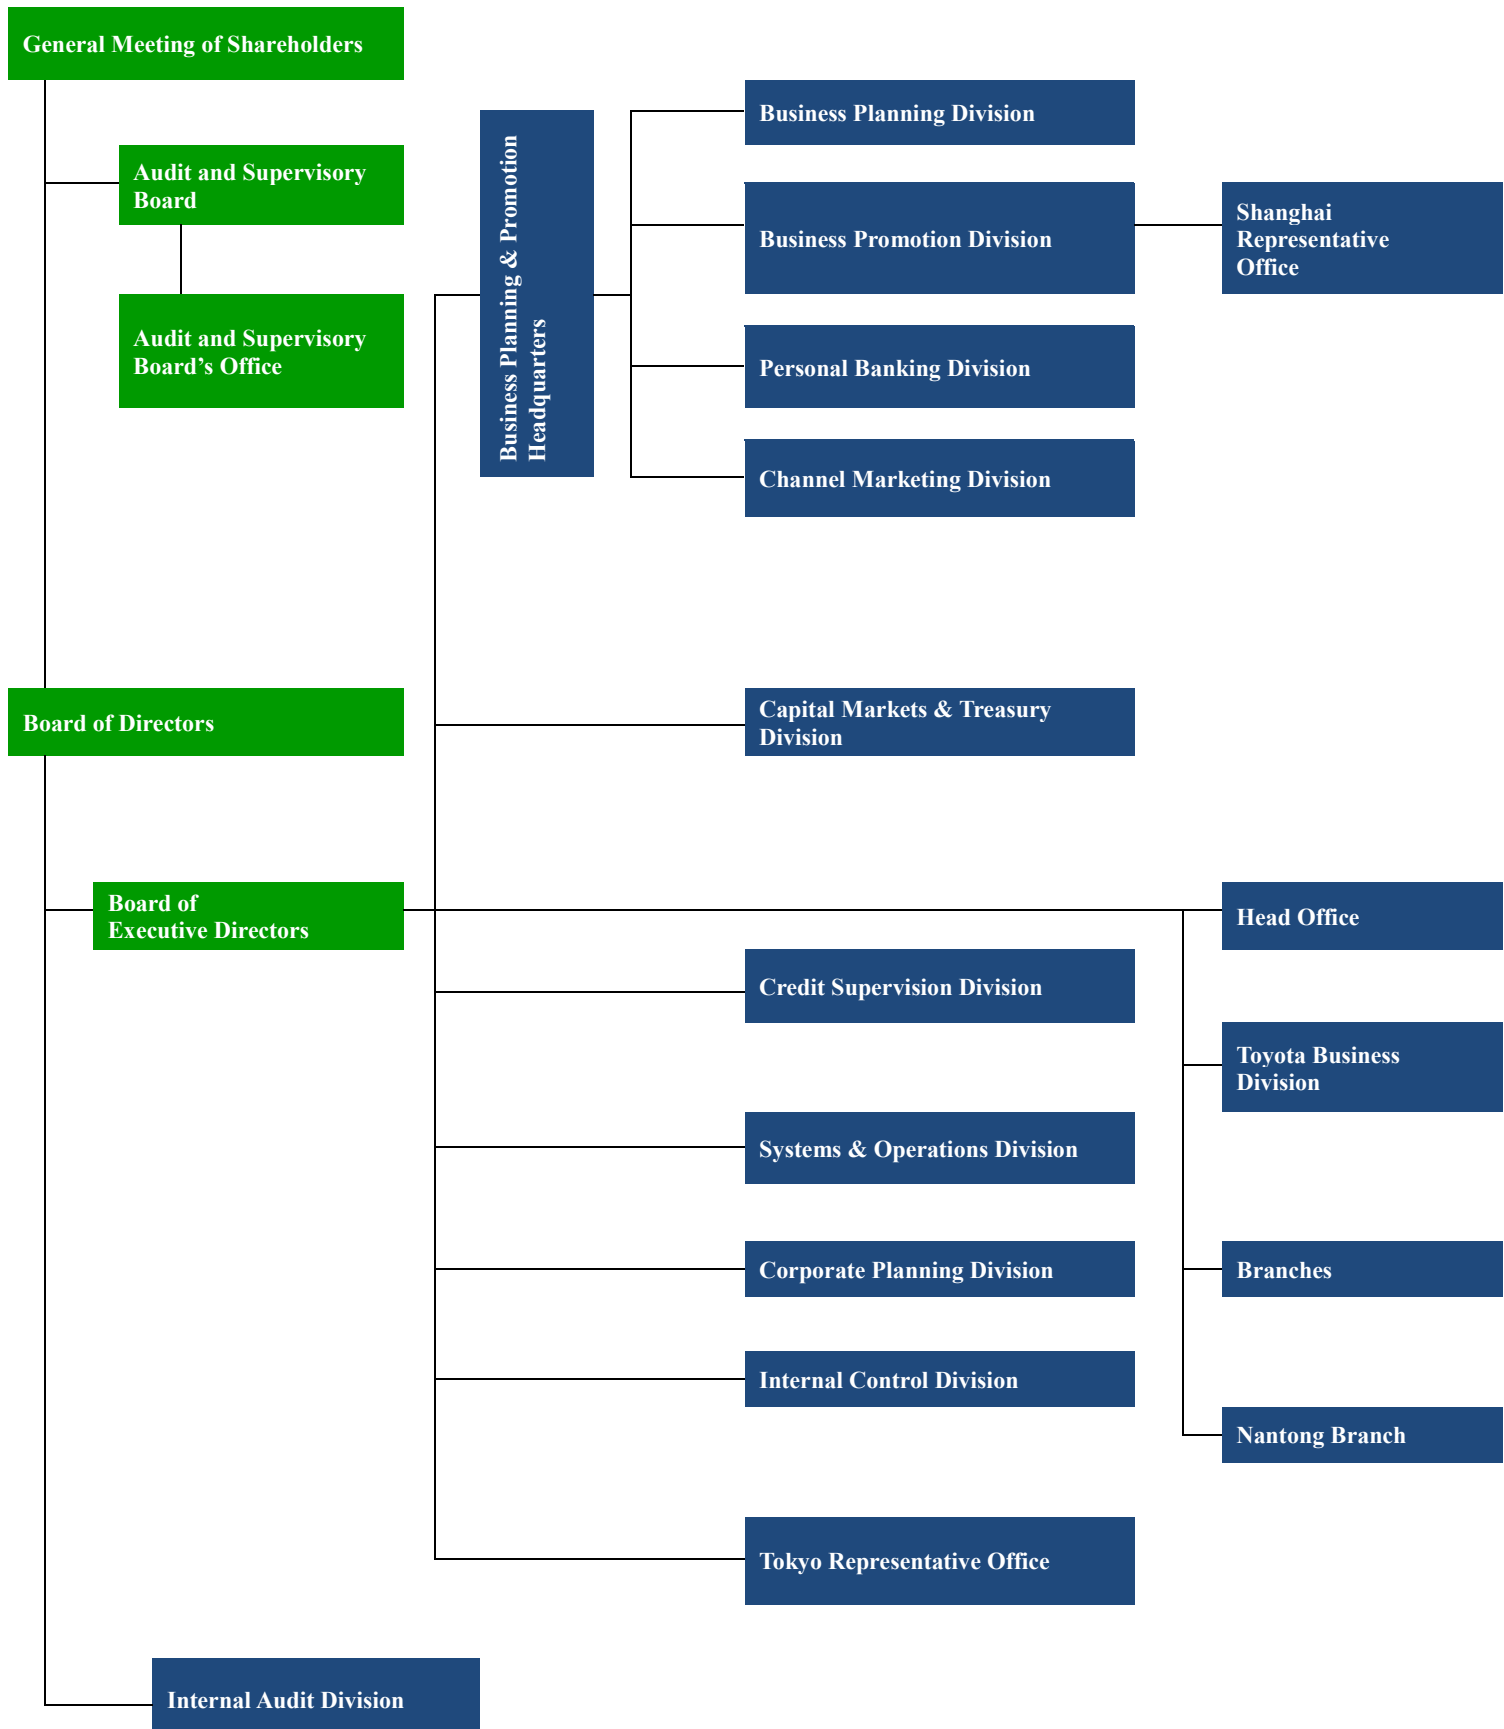 General Meeting of Shareholders
Audit and Supervisory
Board
Audit and Supervisory
Board’s Office
Business Planning & Promotion
Headquarters
Business Planning Division
Business Promotion Division
Shanghai
Representative
Office
Personal Banking Division
Channel Marketing Division
Board of Directors
Capital Markets & Treasury
Division
Board of
Executive Directors
Head Office
Credit Supervision Division
Toyota Business
Division
Systems & Operations Division
Corporate Planning Division
Branches
Internal Control Division
Nantong Branch
Tokyo Representative Office
Internal Audit Division